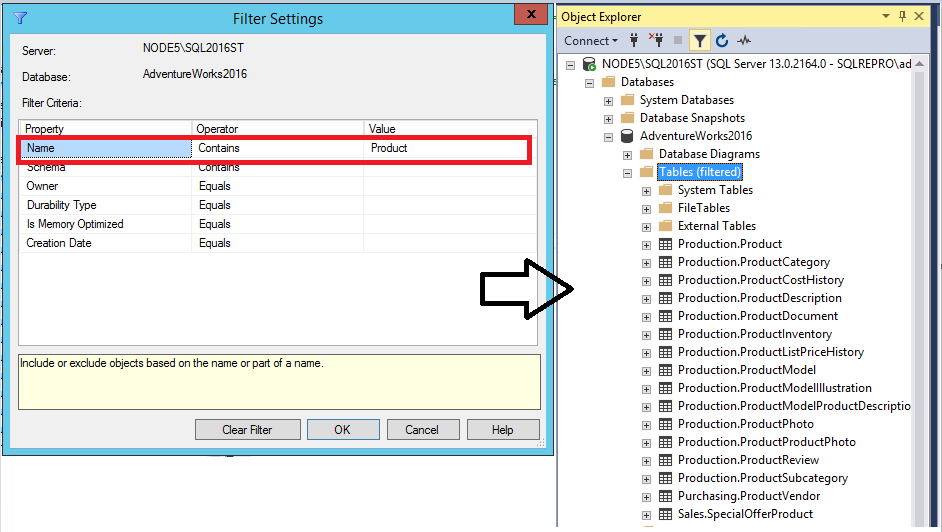 Filter Settings
Server: NODE5\SQL2016ST
Database: AdventureWorks2016
Filter Criteria:
Property Operator Value
Name Contains Product
Schema Contains
Owner Equals
Durability Type Equals
Is Memory Optimized Equals
Creation Date Equals
Include or exclude objects based on the name or part of a name.
Clear Filter OK Cancel Help
Object Explorer
Connect
NODE5\SQL2016ST (SQL Server 13.0.2164.0 - SQLREPRO\ad
Databases
System Databases
Database Snapshots
AdventureWorks2016
Database Diagrams
Tables (filtered)
System Tables
FileTables
External Tables
Production.Product
Production.ProductCategory
Production.ProductCostHistory
Production.ProductDescription
Production.ProductDocument
Production.ProductInventory
Production.ProductListPriceHistory
Production.ProductModel
Production.ProductModelIllustration
Production.ProductModelProductDescriptio
Production.ProductPhoto
Production.ProductProductPhoto
Production.ProductReview
Production.ProductSubcategory
Purchasing.ProductVendor
Sales.SpecialOfferProduct